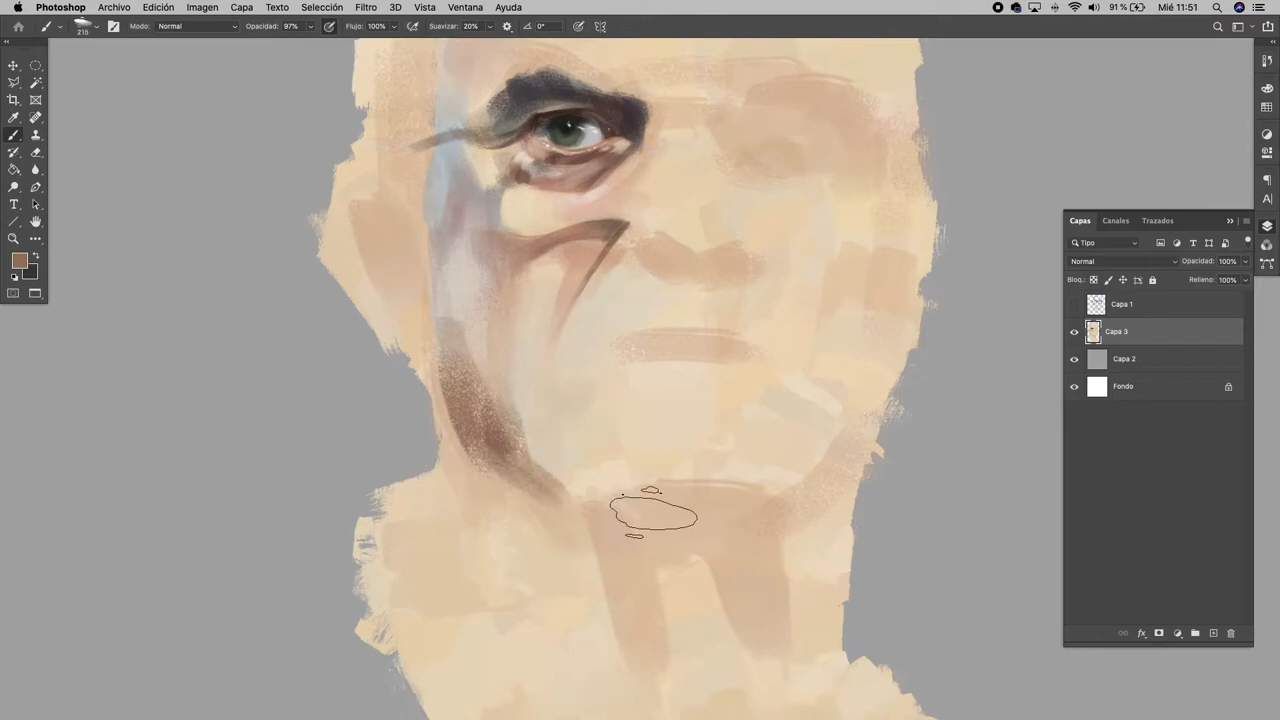 Photoshop Archivo Edición Imagen Capa Texto Selección Filtro 3D Vista Ventana Ayuda 91 % Mié 11:51
215 Modo: Normal Opacidad: 97% Flujo: 100% Suavizar: 20% 0°
Capas Canales Trazados
Tipo
Normal Opacidad: 100%
Bloq.: Relleno: 100%
Capa 1
Capa 3
Capa 2
Fondo
fx